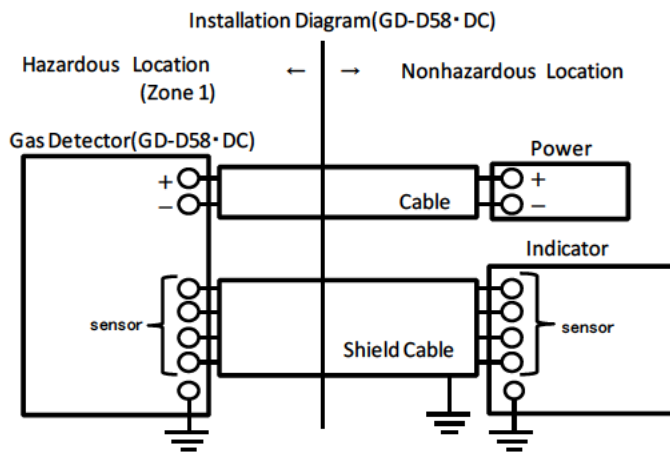 Installation Diagram(GD-D58・DC)
Hazardous Location
(Zone 1)
← → Nonhazardous Location
Gas Detector(GD-D58・DC)
Power
+
−
Cable
+
−
Indicator
sensor
sensor
Shield Cable